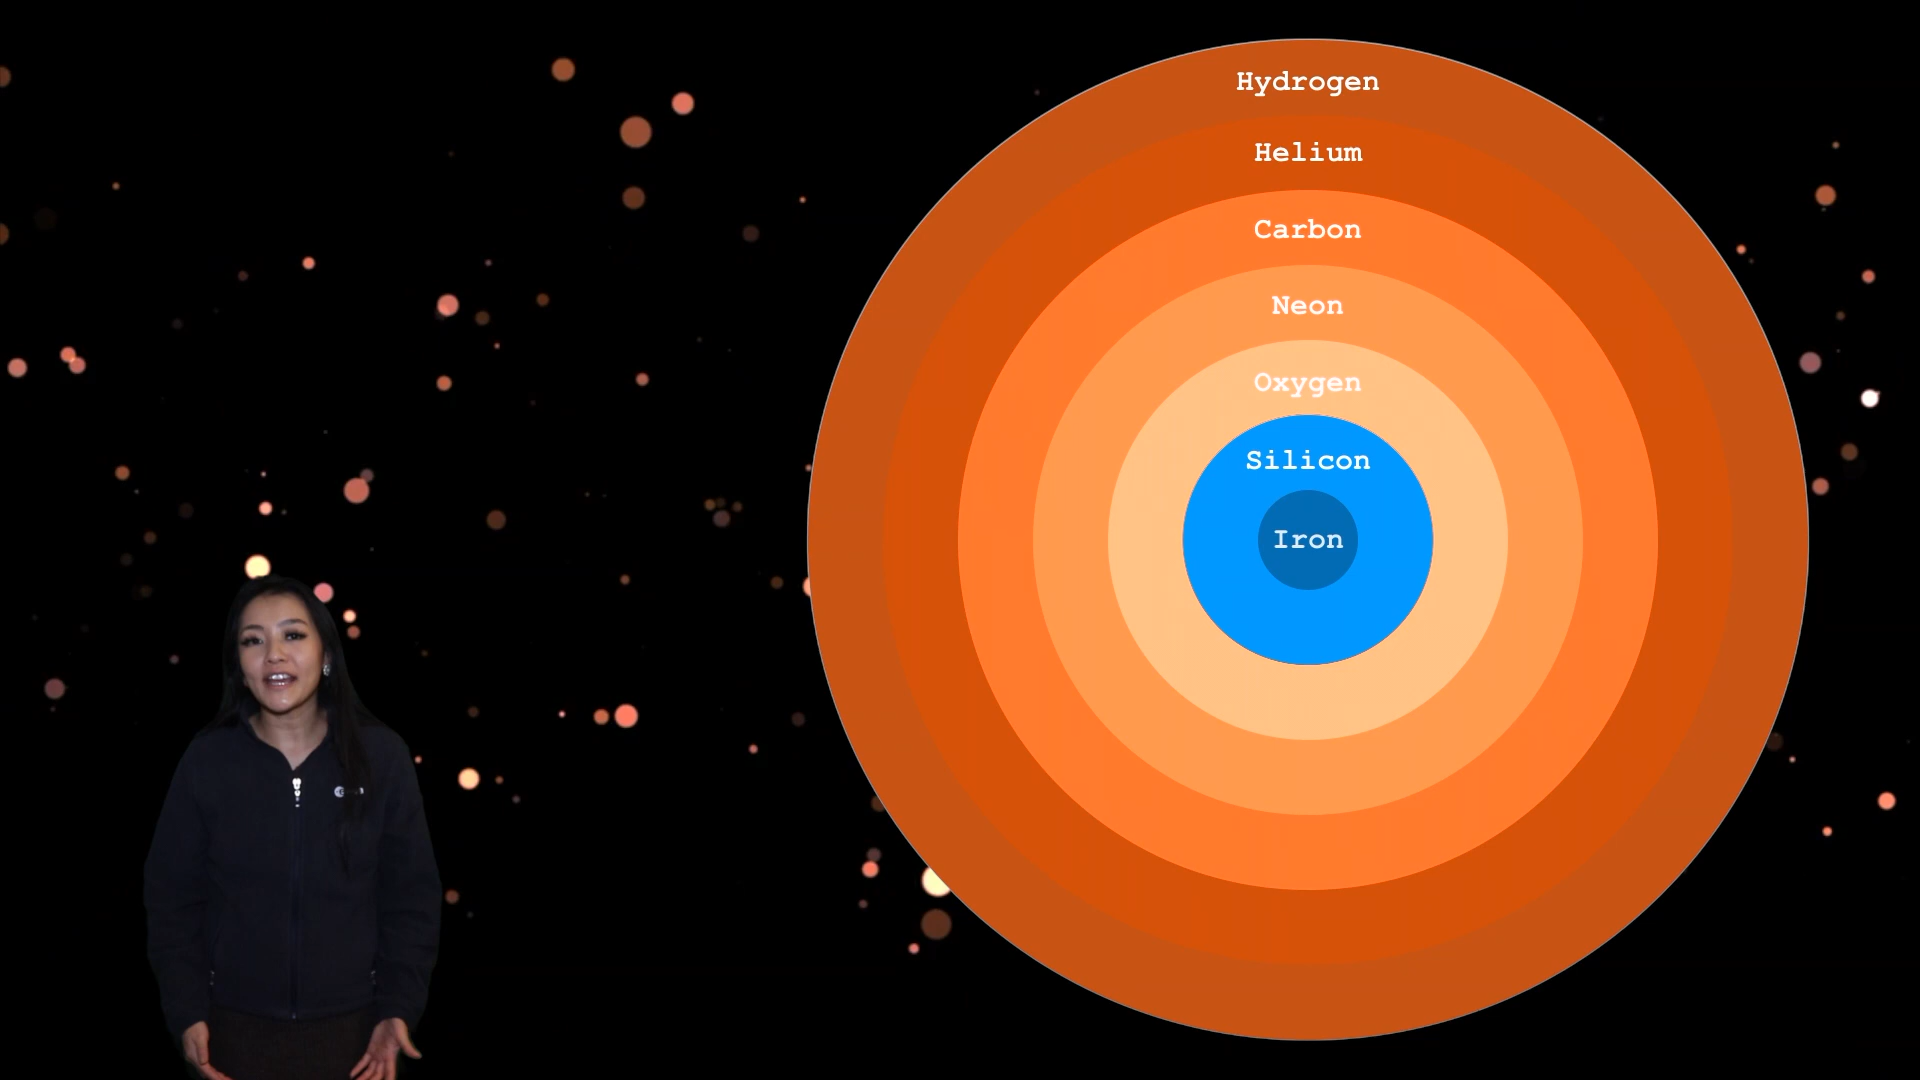 Hydrogen
Helium
Carbon
Neon
Oxygen
Silicon
Iron